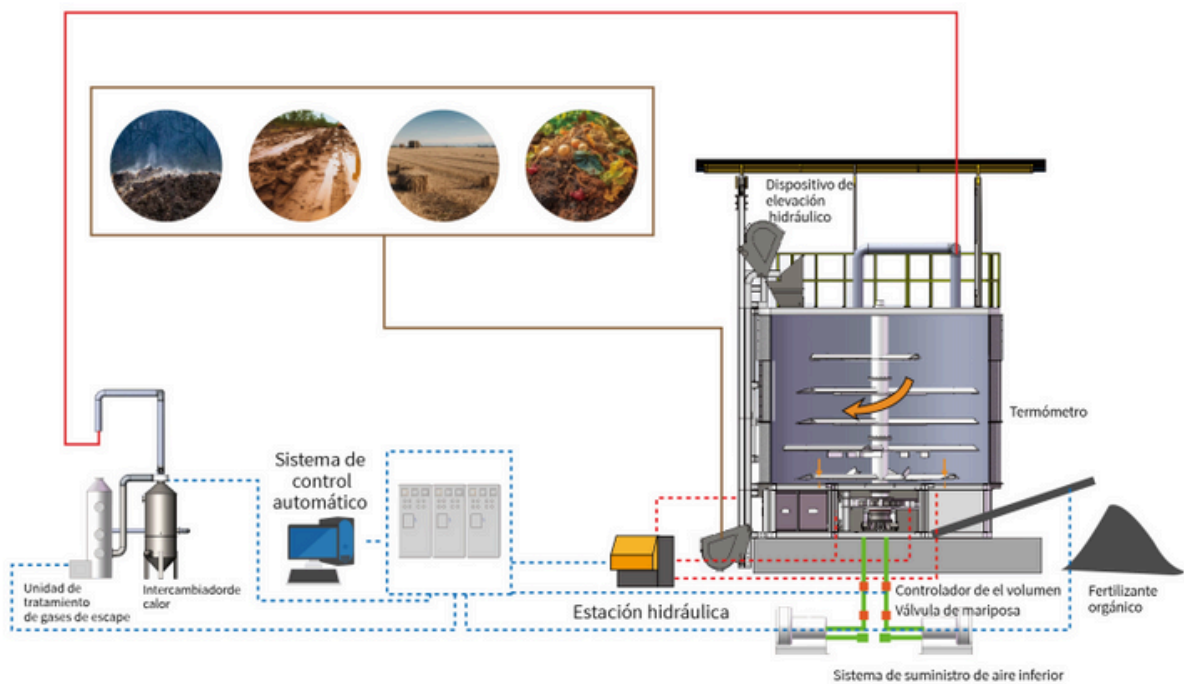 Dispositivo de
elevación
hidráulico
Termómetro
Sistema de
control
automático
Unidad de
tratamiento
de gases de escape
Intercambiadorde
calor
Estación hidráulica
Controlador de el volumen
Válvula de mariposa
Fertilizante
orgánico
Sistema de suministro de aire inferior